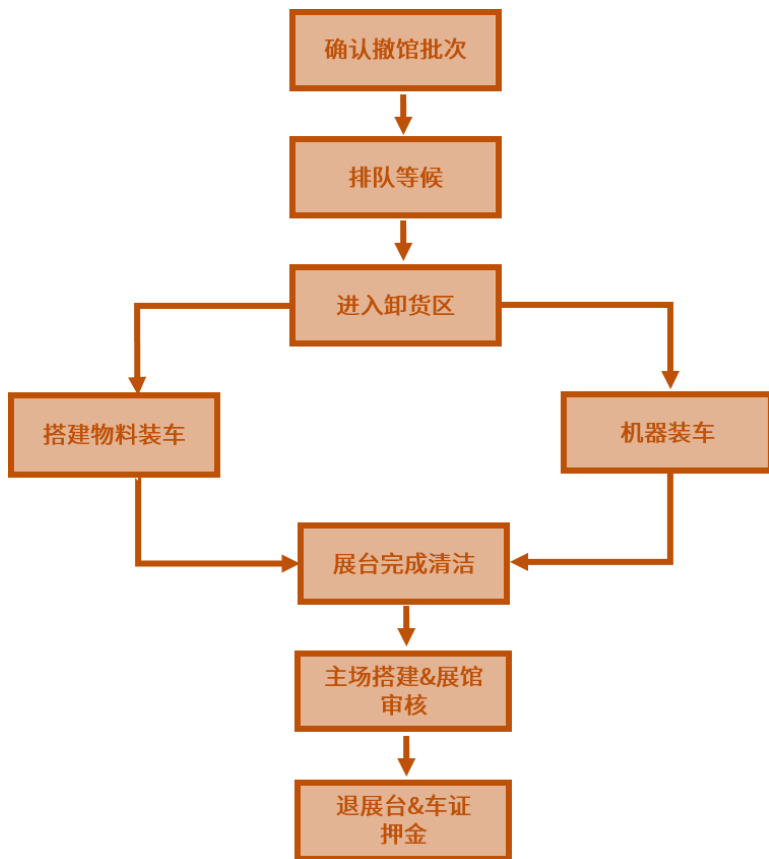 确认撤馆批次
排队等候
进入卸货区
搭建物料装车
机器装车
展台完成清洁
主场搭建&展馆
审核
退展台&车证
押金